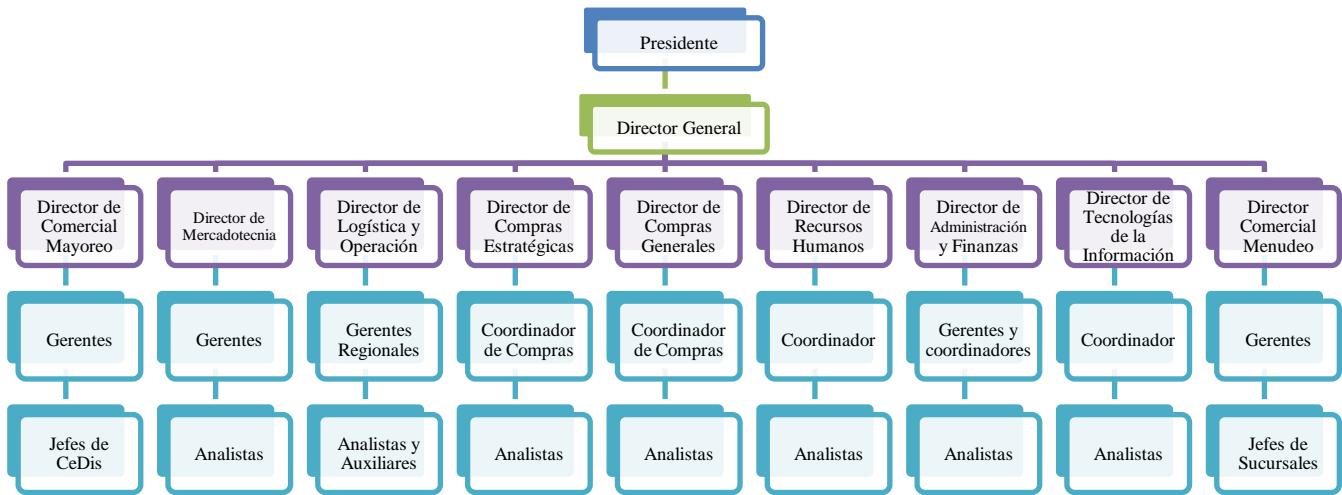 Presidente
Director General
Director de
Comercial
Mayoreo
Director de
Mercadotecnia
Director de
Logística y
Operación
Director de
Compras
Estratégicas
Director de
Compras
Generales
Director de
Recursos
Humanos
Director de
Administración
y Finanzas
Director de
Tecnologías
de la
Información
Director
Comercial
Menudeo
Gerentes
Gerentes
Gerentes
Regionales
Coordinador
de Compras
Coordinador
de Compras
Coordinador
Gerentes y
coordinadores
Coordinador
Gerentes
Jefes de
CeDis
Analistas
Analistas y
Auxiliares
Analistas
Analistas
Analistas
Analistas
Analistas
Jefes de
Sucursales